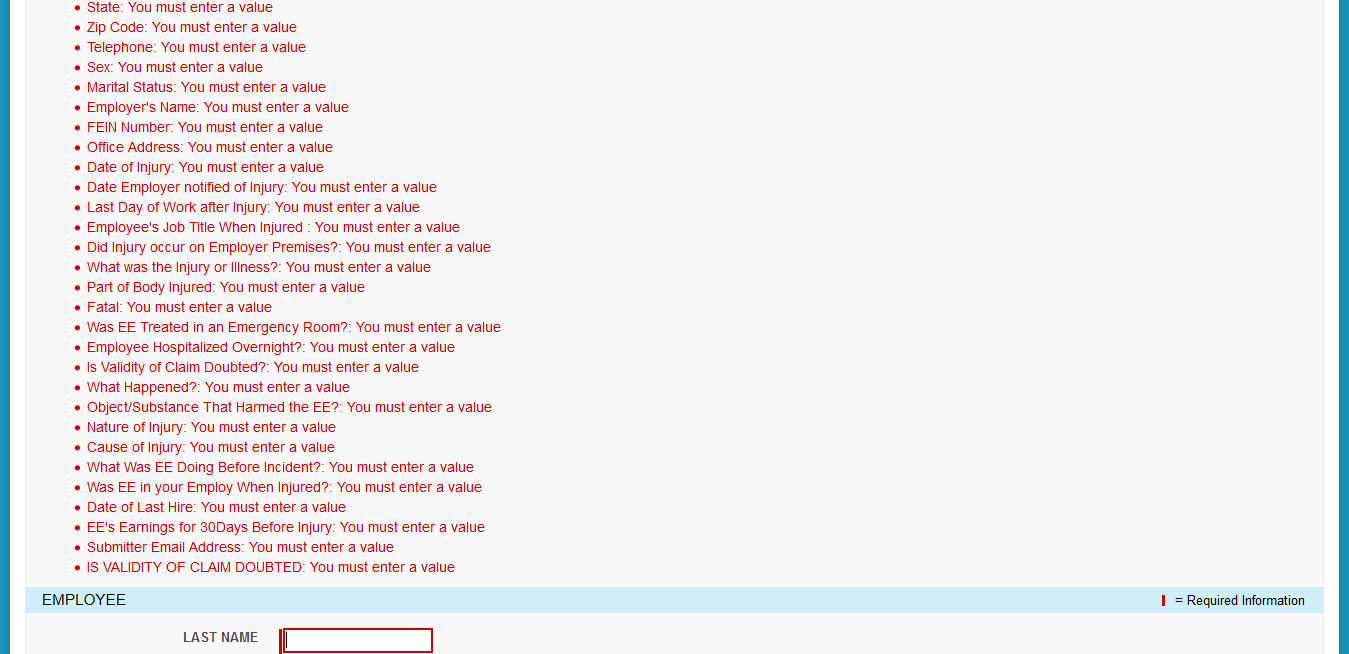 State: You must enter a value
Zip Code: You must enter a value
Telephone: You must enter a value
Sex: You must enter a value
Marital Status: You must enter a value
Employer's Name: You must enter a value
FEIN Number: You must enter a value
Office Address: You must enter a value
Date of Injury: You must enter a value
Date Employer notified of Injury: You must enter a value
Last Day of Work after Injury: You must enter a value
Employee's Job Title When Injured : You must enter a value
Did Injury occur on Employer Premises?: You must enter a value
What was the Injury or Illness?: You must enter a value
Part of Body Injured: You must enter a value
Fatal: You must enter a value
Was EE Treated in an Emergency Room?: You must enter a value
Employee Hospitalized Overnight?: You must enter a value
Is Validity of Claim Doubted?: You must enter a value
What Happened?: You must enter a value
Object/Substance That Harmed the EE?: You must enter a value
Nature of Injury: You must enter a value
Cause of Injury: You must enter a value
What Was EE Doing Before Incident?: You must enter a value
Was EE in your Employ When Injured?: You must enter a value
Date of Last Hire: You must enter a value
EE's Earnings for 30Days Before Injury: You must enter a value
Submitter Email Address: You must enter a value
IS VALIDITY OF CLAIM DOUBTED: You must enter a value
EMPLOYEE = Required Information
LAST NAME